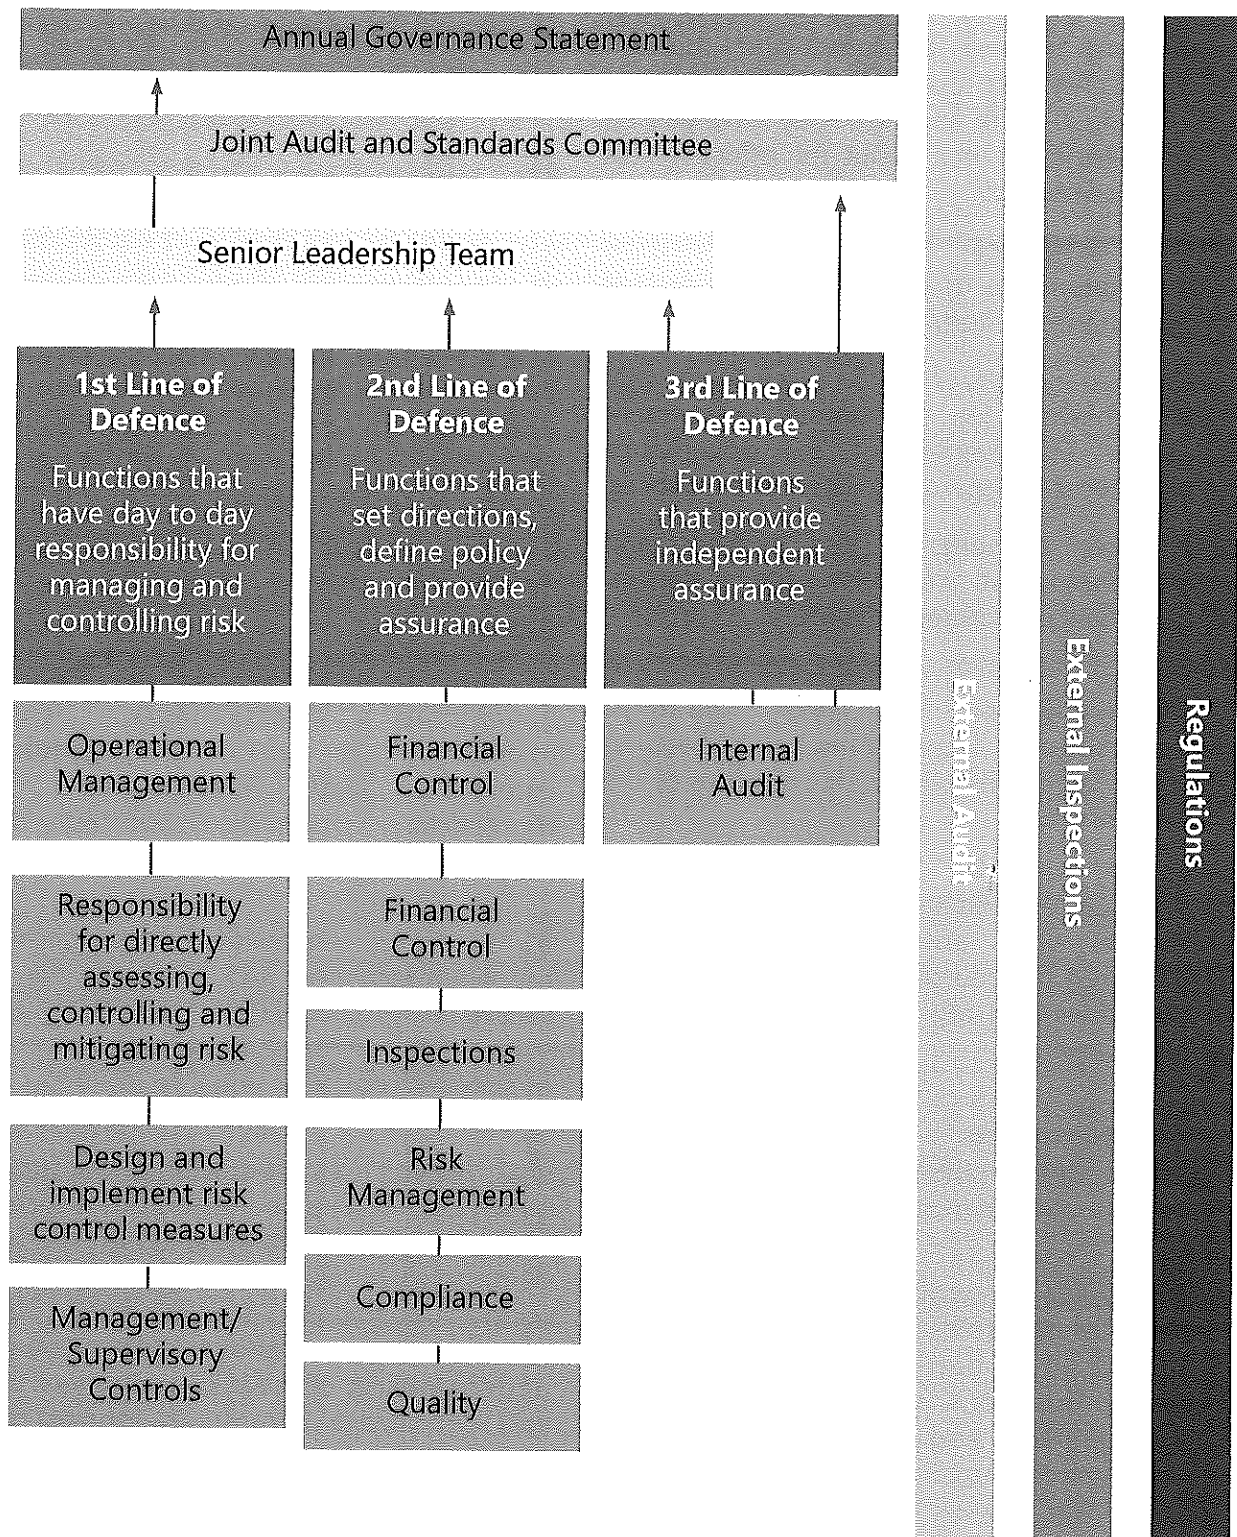 Annual Governance Statement
Joint Audit and Standards Committee
Senior Leadership Team
1st Line of
Defence
Functions that
have day to day
responsibility for
managing and
controlling risk
2nd Line of
Defence
Functions that
set directions,
define policy
and provide
assurance
3rd Line of
Defence
Functions
that provide
independent
assurance
Operational
Management
Financial
Control
Internal
Audit
Responsibility
for directly
assessing,
controlling and
mitigating risk
Financial
Control
Inspections
Design and
implement risk
control measures
Risk
Management
Compliance
Management/
Supervisory
Controls
Quality
External Audit
External Inspections
Regulations